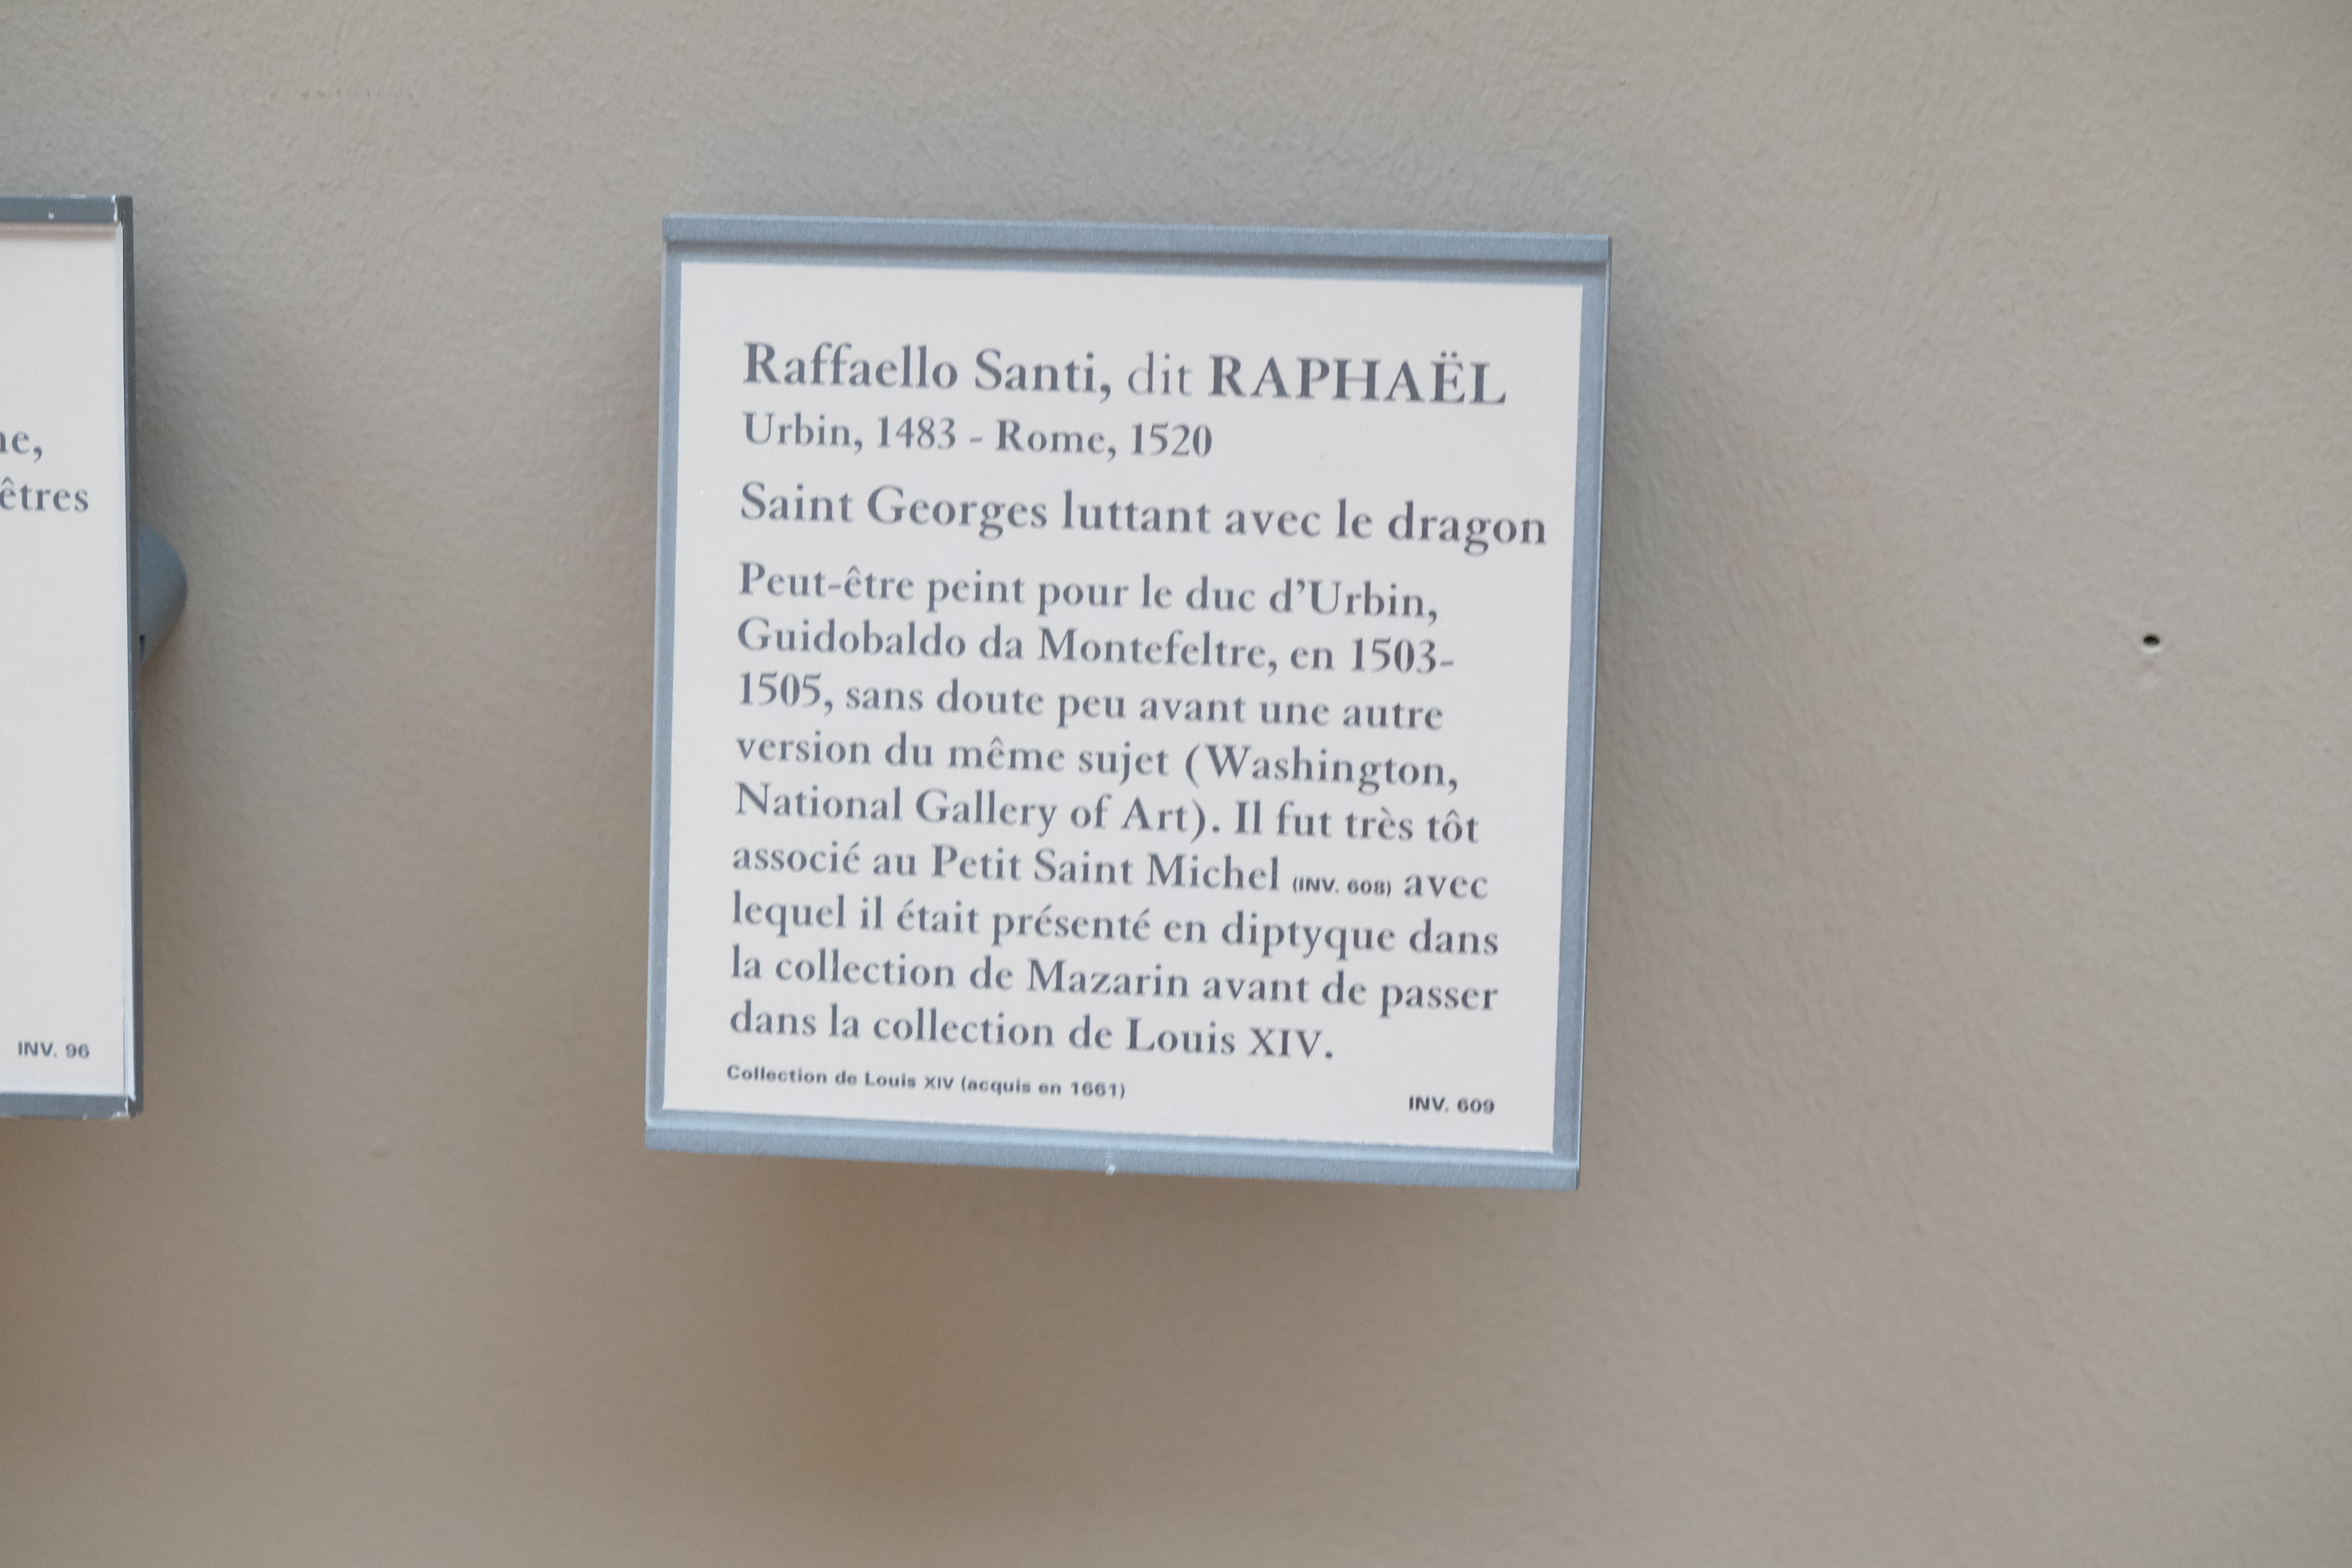 ne,
êtres
INV. 96
Raffaello Santi, dit RAPHAËL
Urbin, 1483 - Rome, 1520
Saint Georges luttant avec le dragon
Peut-être peint pour le duc d’Urbin,
Guidobaldo da Montefeltre, en 1503-
1505, sans doute peu avant une autre
version du même sujet (Washington,
National Gallery of Art). Il fut très tôt
associé au Petit Saint Michel (INV. 608) avec
lequel il était présenté en diptyque dans
la collection de Mazarin avant de passer
dans la collection de Louis XIV.
Collection de Louis XIV (acquis en 1661)
INV. 609